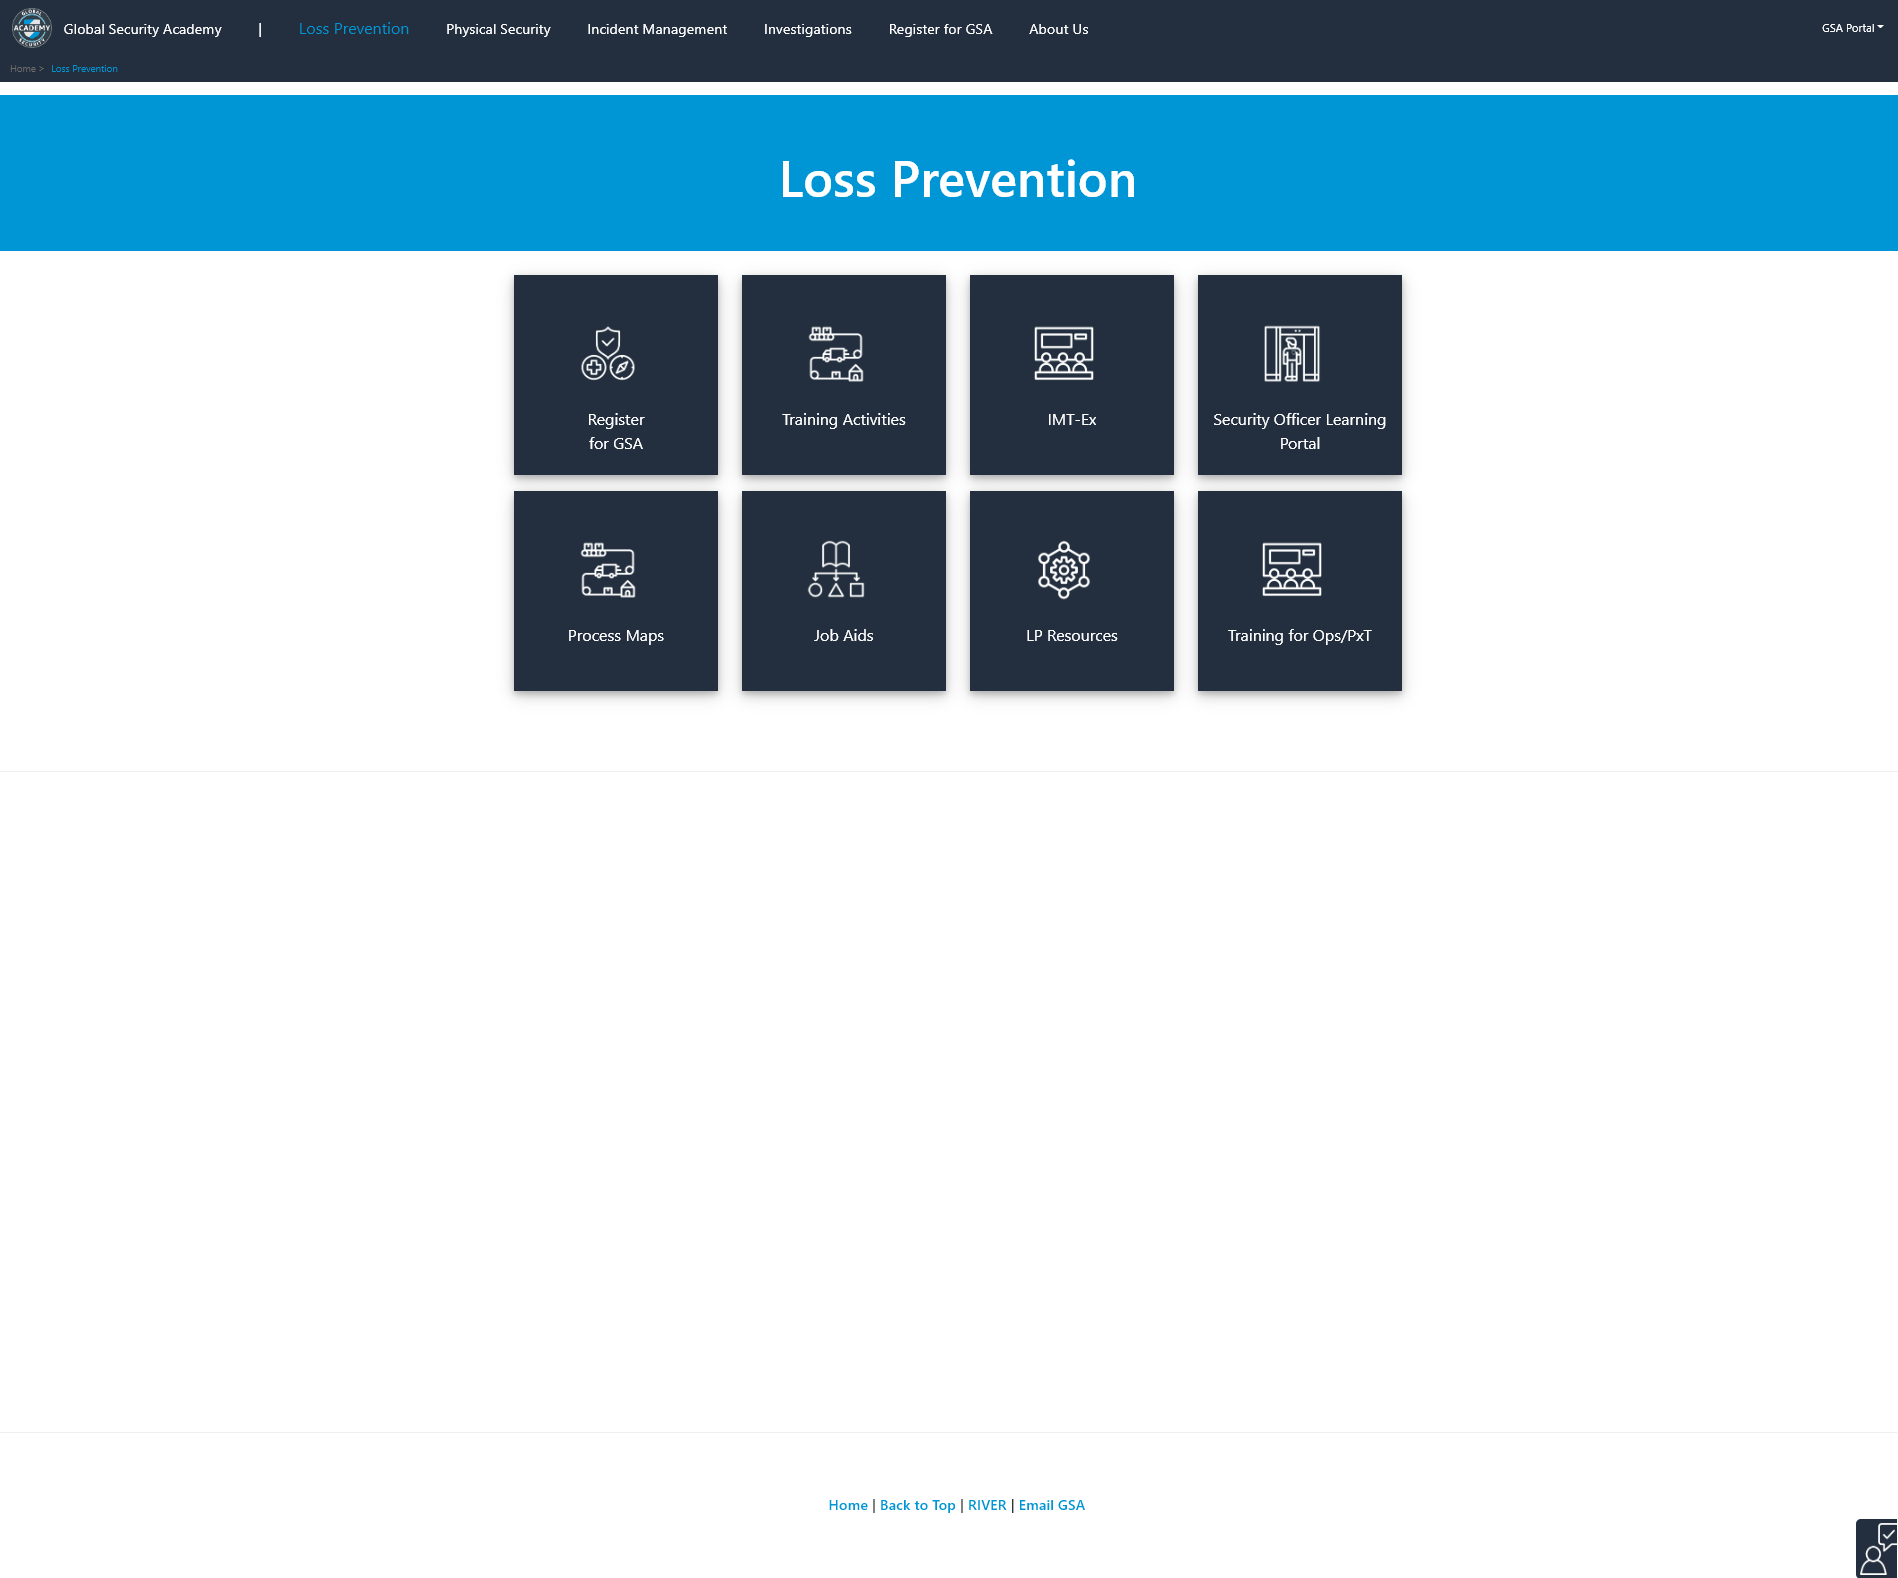 GLOBAL
ACADEMY
SECURITY
Global Security Academy | Loss Prevention Physical Security Incident Management Investigations Register for GSA About Us GSA Portal
Home > Loss Prevention
Loss Prevention
Register
for GSA
Training Activities
IMT-Ex
Security Officer Learning
Portal
Process Maps
Job Aids
LP Resources
Training for Ops/PxT
Home | Back to Top | RIVER | Email GSA